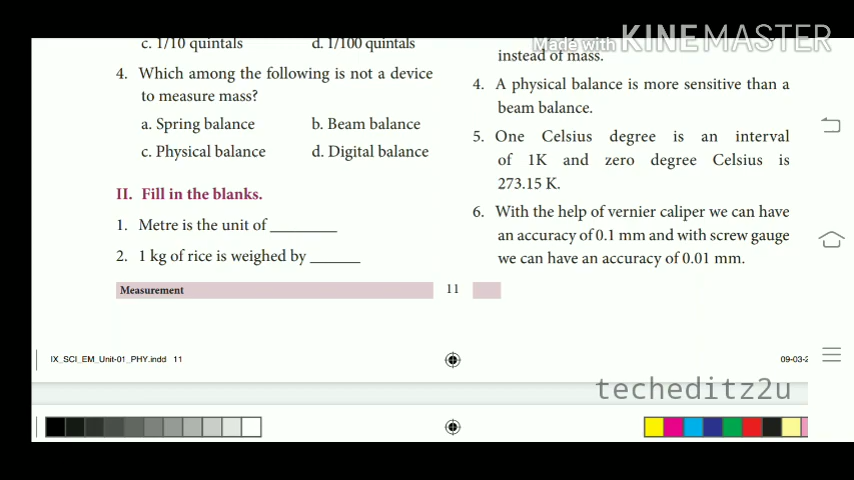 c. 1/10 quintals
d. 1/100 quintals
4. Which among the following is not a device
to measure mass?
a. Spring balance
b. Beam balance
c. Physical balance
d. Digital balance
II. Fill in the blanks.
1. Metre is the unit of ________
2. 1 kg of rice is weighed by ______
Made with KINEMASTER
instead of mass.
4. A physical balance is more sensitive than a
beam balance.
5. One Celsius degree is an interval
of 1K and zero degree Celsius is
273.15 K.
6. With the help of vernier caliper we can have
an accuracy of 0.1 mm and with screw gauge
we can have an accuracy of 0.01 mm.
Measurement
11
IX_SCI_EM_Unit-01_PHY.indd 11
09-03-2
techeditz2u